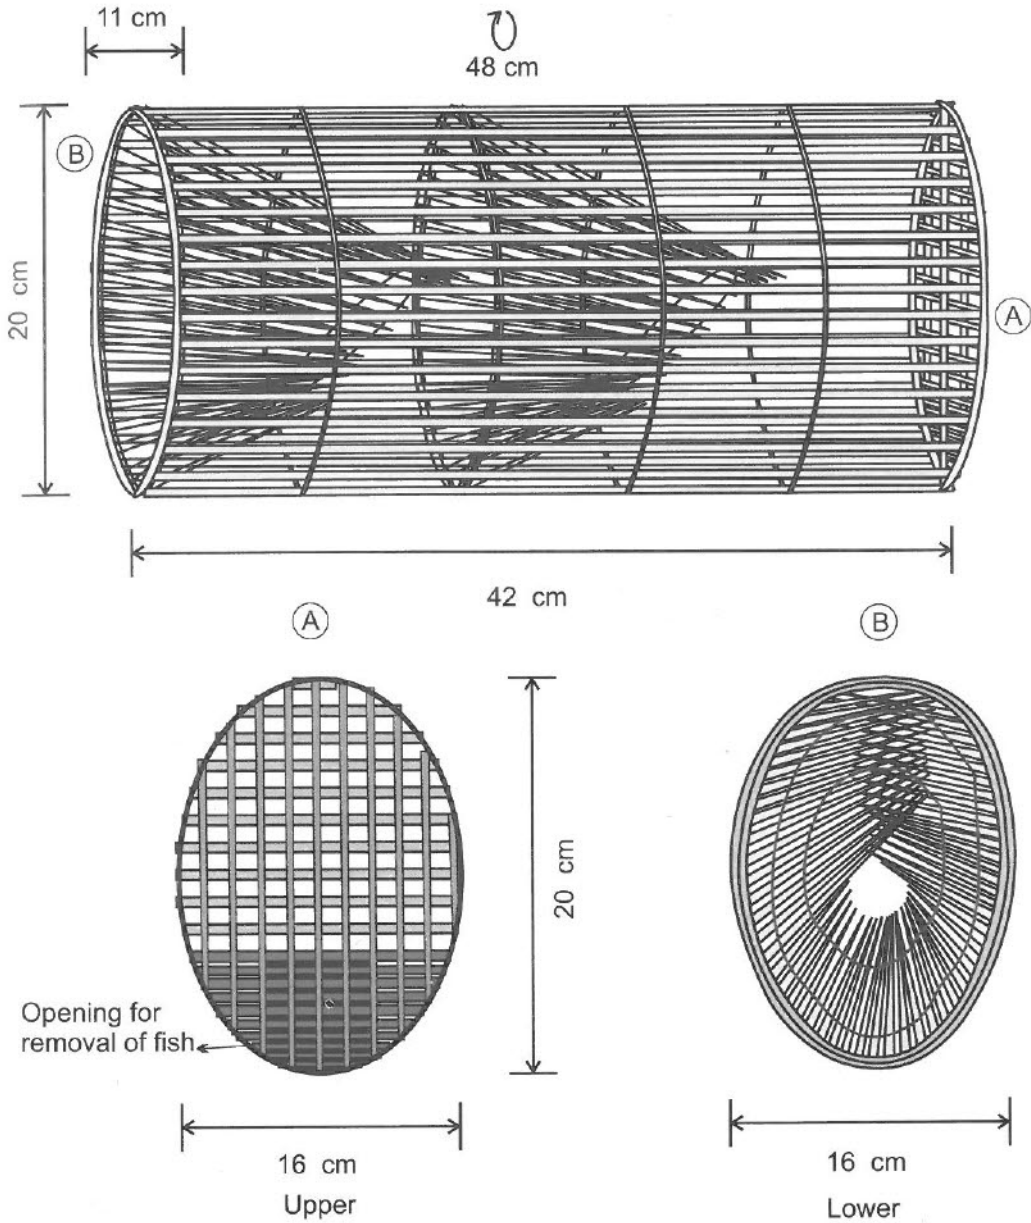 11 cm
48 cm
B
20 cm
A
42 cm
A
B
20 cm
Opening for
removal of fish
16 cm
16 cm
Upper
Lower